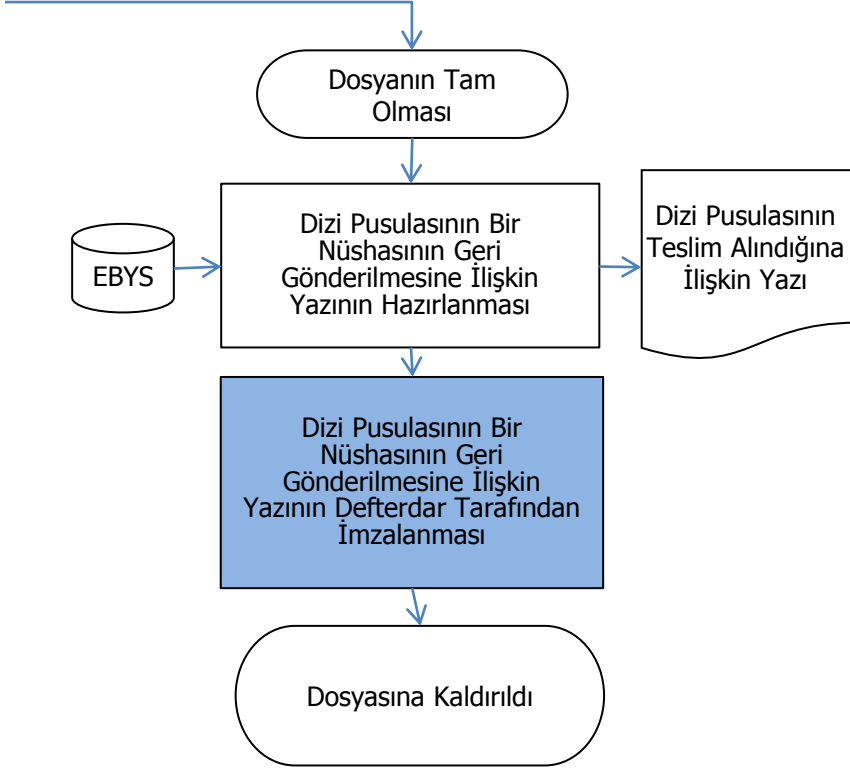 Dosyanın Tam
Olması
Dizi Pusulasının Bir
Nüshasının Geri
Gönderilmesine İlişkin
Yazının Hazırlanması
EBYS
Dizi Pusulasının
Teslim Alındığına
İlişkin Yazı
Dizi Pusulasının Bir
Nüshasının Geri
Gönderilmesine İlişkin
Yazının Defterdar Tarafından
İmzalanması
Dosyasına Kaldırıldı